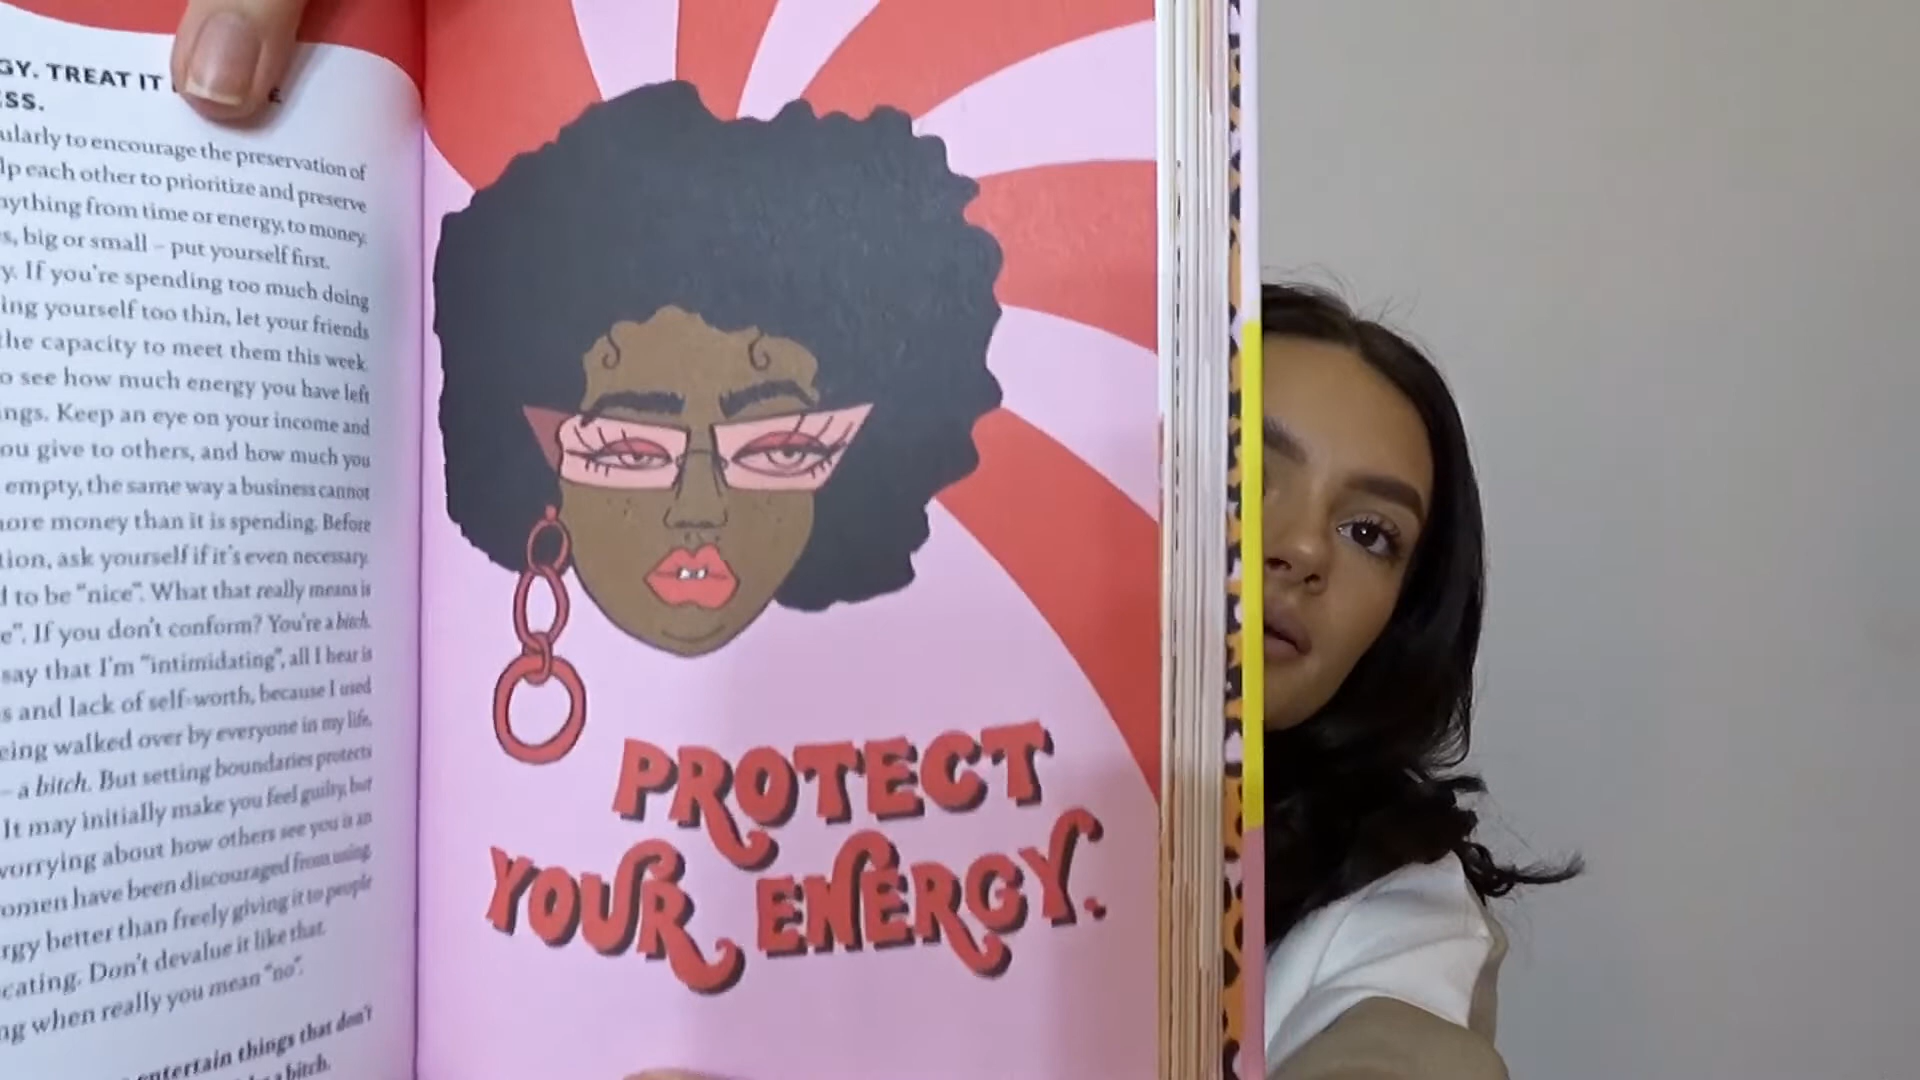 GY. TREAT IT
SS.
ularly to encourage the preservation of
lp each other to prioritize and preserve
nything from time or energy, to money.
s, big or small – put yourself first.
y. If you're spending too much doing
ing yourself too thin, let your friends
the capacity to meet them this week.
o see how much energy you have left
ings. Keep an eye on your income and
ou give to others, and how much you
empty, the same way a business cannot
more money than it is spending. Before
tion, ask yourself if it's even necessary.
d to be "nice". What that really means is
e". If you don't conform? You're a bitch.
say that I'm "intimidating", all I hear is
s and lack of self-worth, because I used
eing walked over by everyone in my life,
– a bitch. But setting boundaries protects
It may initially make you feel guilty, but
worrying about how others see you is an
omen have been discouraged from using.
rgy better than freely giving it to people
cating. Don't devalue it like that.
ng when really you mean "no".
entertain things that don't
a bitch.
PROTECT
YOUR ENERGY.